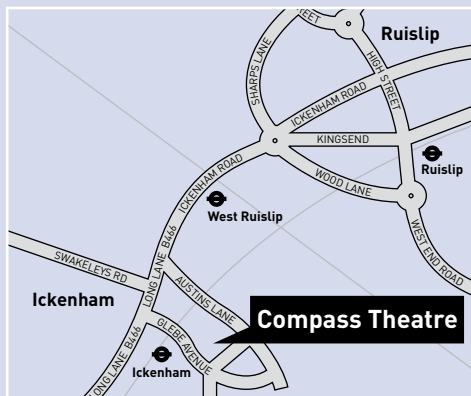 REET
Ruislip
SHARPS LANE
HIGH STREET
ICKENHAM ROAD
KINGSEND
Ruislip
WOOD LANE
ICKENHAM ROAD
West Ruislip
WEST END ROAD
SWAKELEYS RD
LONG LANE B466
AUSTINS LANE
Ickenham
Compass Theatre
GLEBE AVENUE
LONG LANE B466
Ickenham